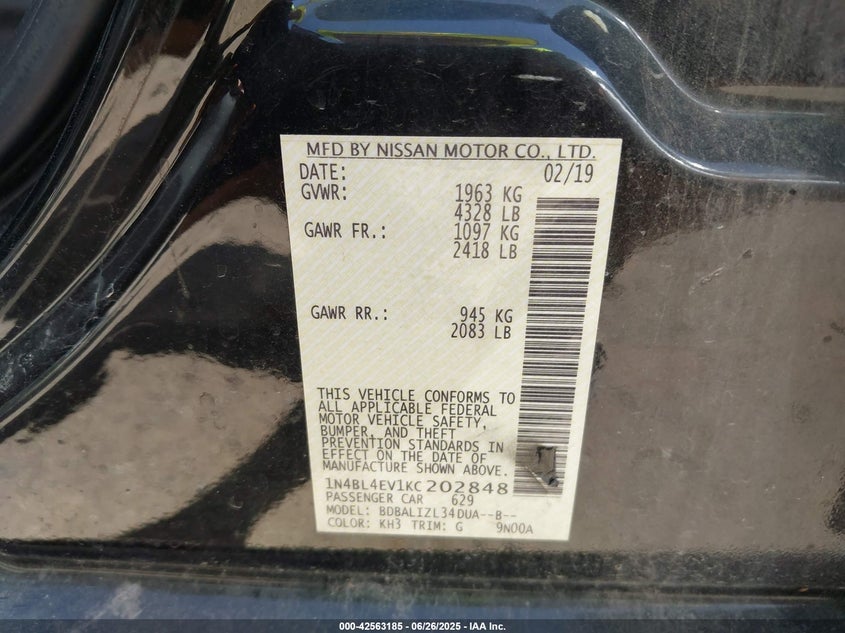 MFD BY NISSAN MOTOR CO., LTD.
DATE: 02/19
GVWR: 1963 KG
4328 LB
GAWR FR.: 1097 KG
2418 LB
GAWR RR.: 945 KG
2083 LB
THIS VEHICLE CONFORMS TO
ALL APPLICABLE FEDERAL
MOTOR VEHICLE SAFETY,
BUMPER, AND THEFT
PREVENTION STANDARDS IN
EFFECT ON THE DATE OF
MANUFACTURE SHOWN ABOVE.
1N4BL4EV1KC202848
PASSENGER CAR 629
MODEL: BDBALIZL34DUA--B--
COLOR: KH3 TRIM: G 9N00A
000-42563185 - 06/26/2025 - IAA Inc.